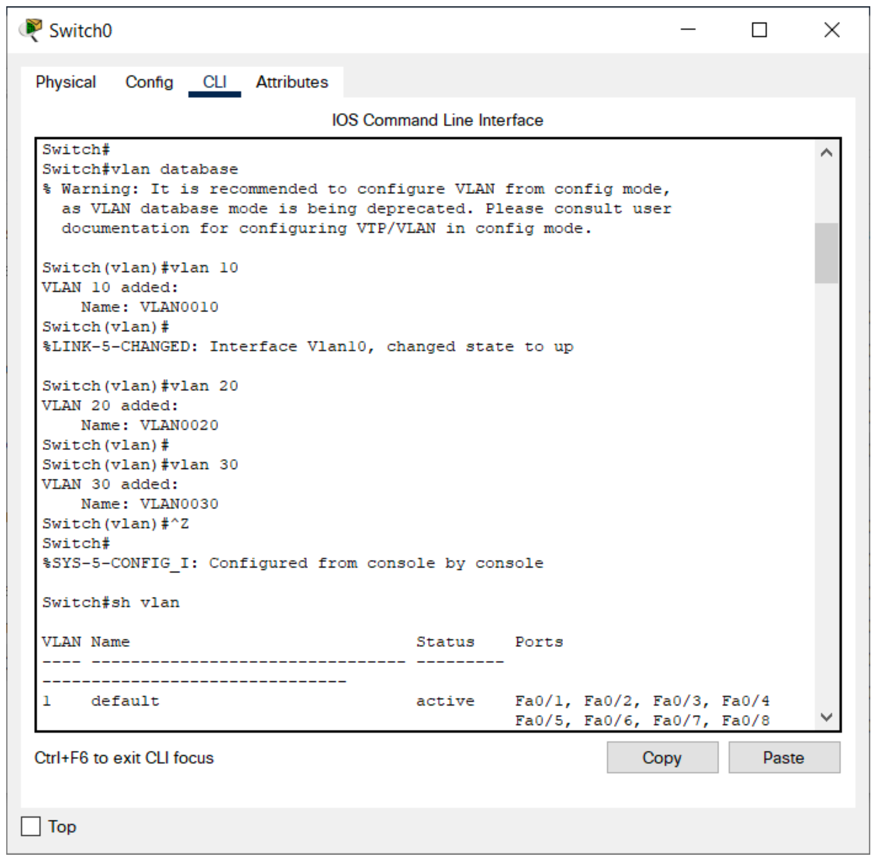 Switch0
Physical Config CLI Attributes
IOS Command Line Interface
Switch#
Switch#vlan database
% Warning: It is recommended to configure VLAN from config mode,
as VLAN database mode is being deprecated. Please consult user
documentation for configuring VTP/VLAN in config mode.
Switch(vlan)#vlan 10
VLAN 10 added:
Name: VLAN0010
Switch(vlan)#
%LINK-5-CHANGED: Interface Vlan10, changed state to up
Switch(vlan)#vlan 20
VLAN 20 added:
Name: VLAN0020
Switch(vlan)#
Switch(vlan)#vlan 30
VLAN 30 added:
Name: VLAN0030
Switch(vlan)#^Z
Switch#
%SYS-5-CONFIG_I: Configured from console by console
Switch#sh vlan
VLAN Name Status Ports
---- -------------------------------- ---------
-------------------------------
1 default active Fa0/1, Fa0/2, Fa0/3, Fa0/4
Fa0/5, Fa0/6, Fa0/7, Fa0/8
Ctrl+F6 to exit CLI focus
Copy Paste
Top